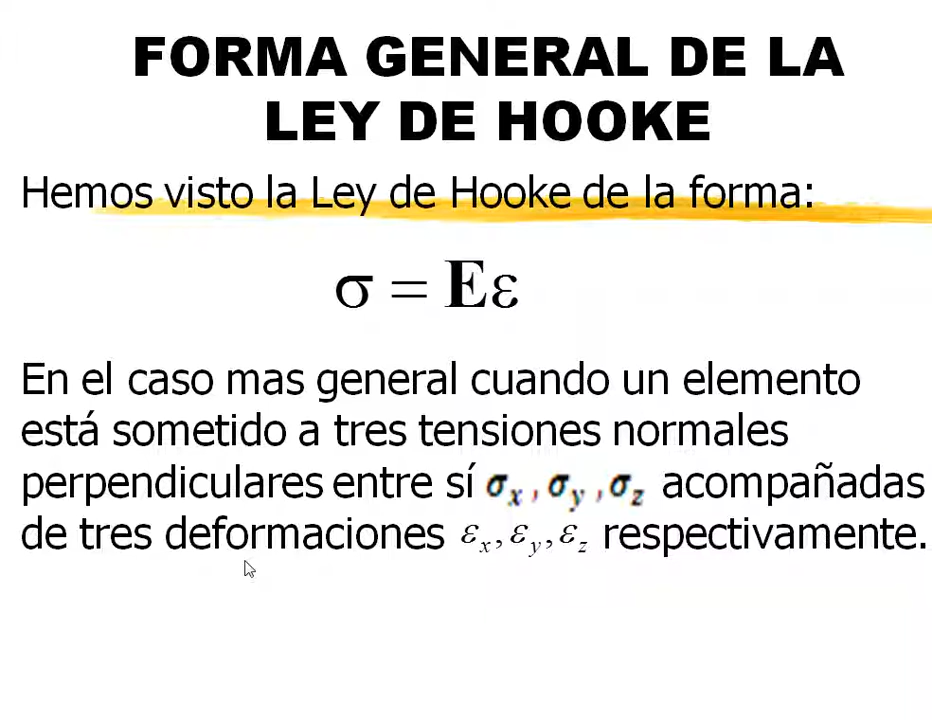 FORMA GENERAL DE LA
LEY DE HOOKE
Hemos visto la Ley de Hooke de la forma:
σ = Eε
En el caso mas general cuando un elemento
está sometido a tres tensiones normales
perpendiculares entre sí σx, σy, σz acompañadas
de tres deformaciones εx, εy, εz respectivamente.